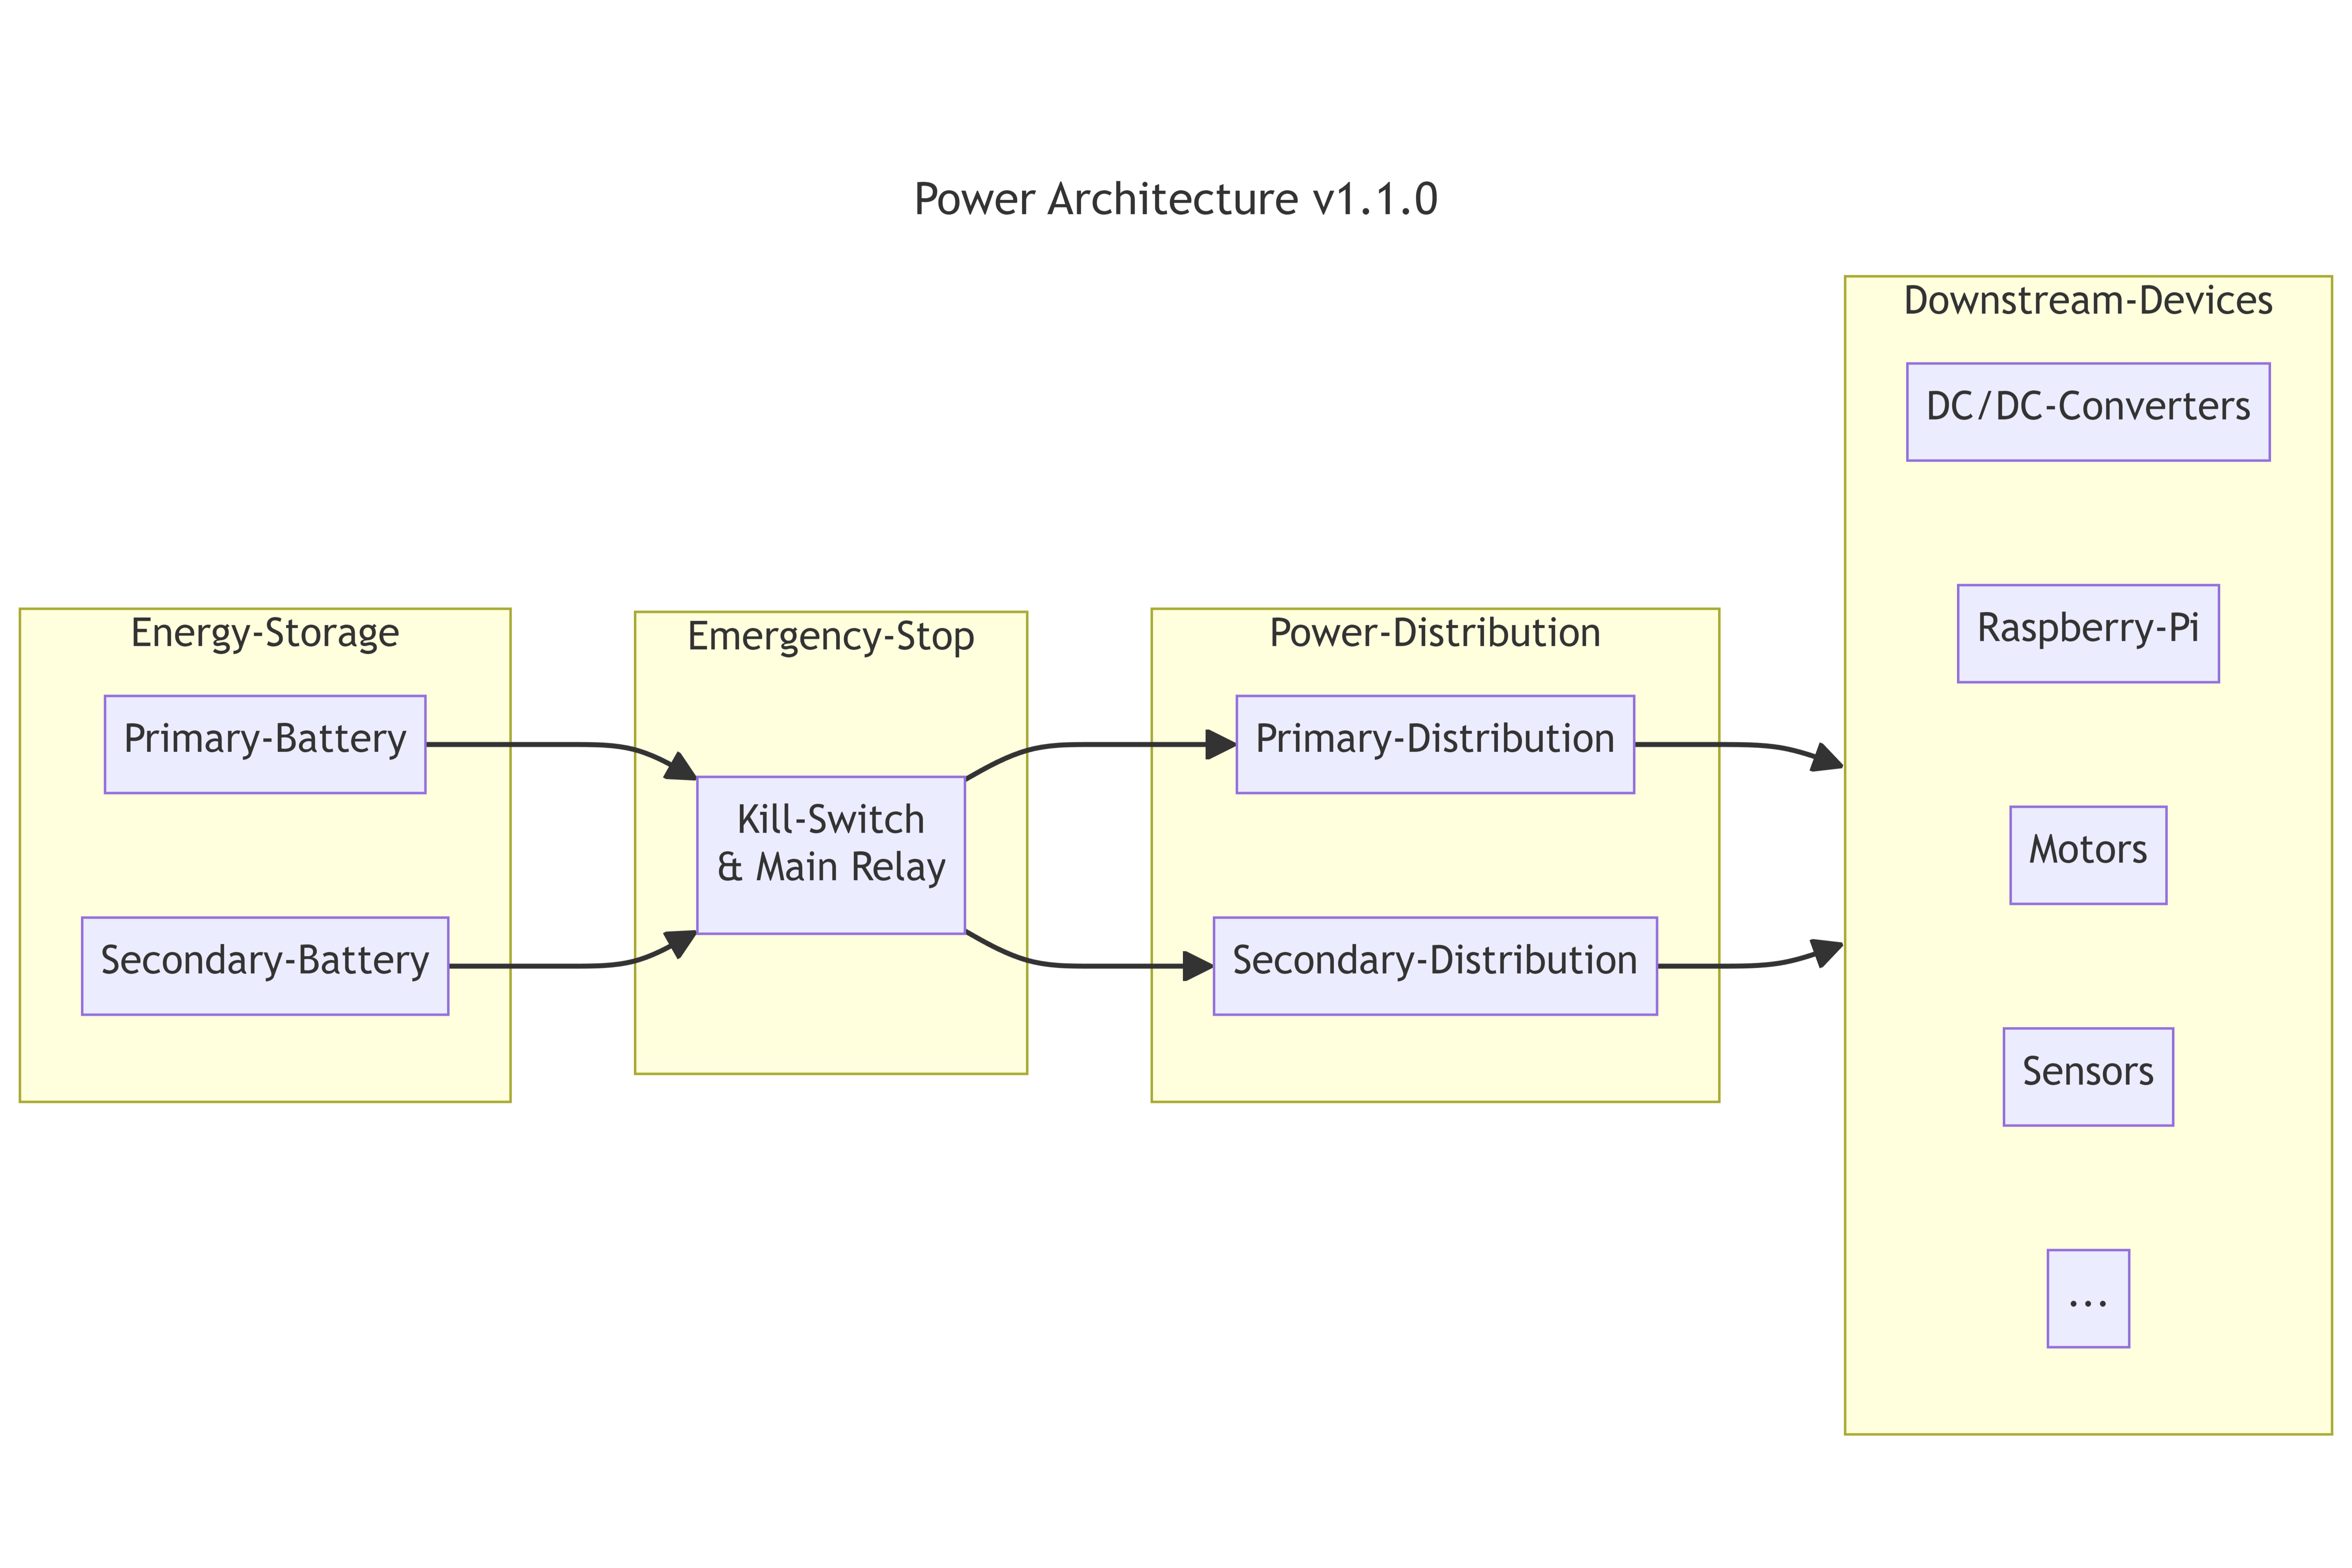 Power Architecture v1.1.0
Energy-Storage
Primary-Battery
Secondary-Battery
Emergency-Stop
Kill-Switch
& Main Relay
Power-Distribution
Primary-Distribution
Secondary-Distribution
Downstream-Devices
DC/DC-Converters
Raspberry-Pi
Motors
Sensors
...